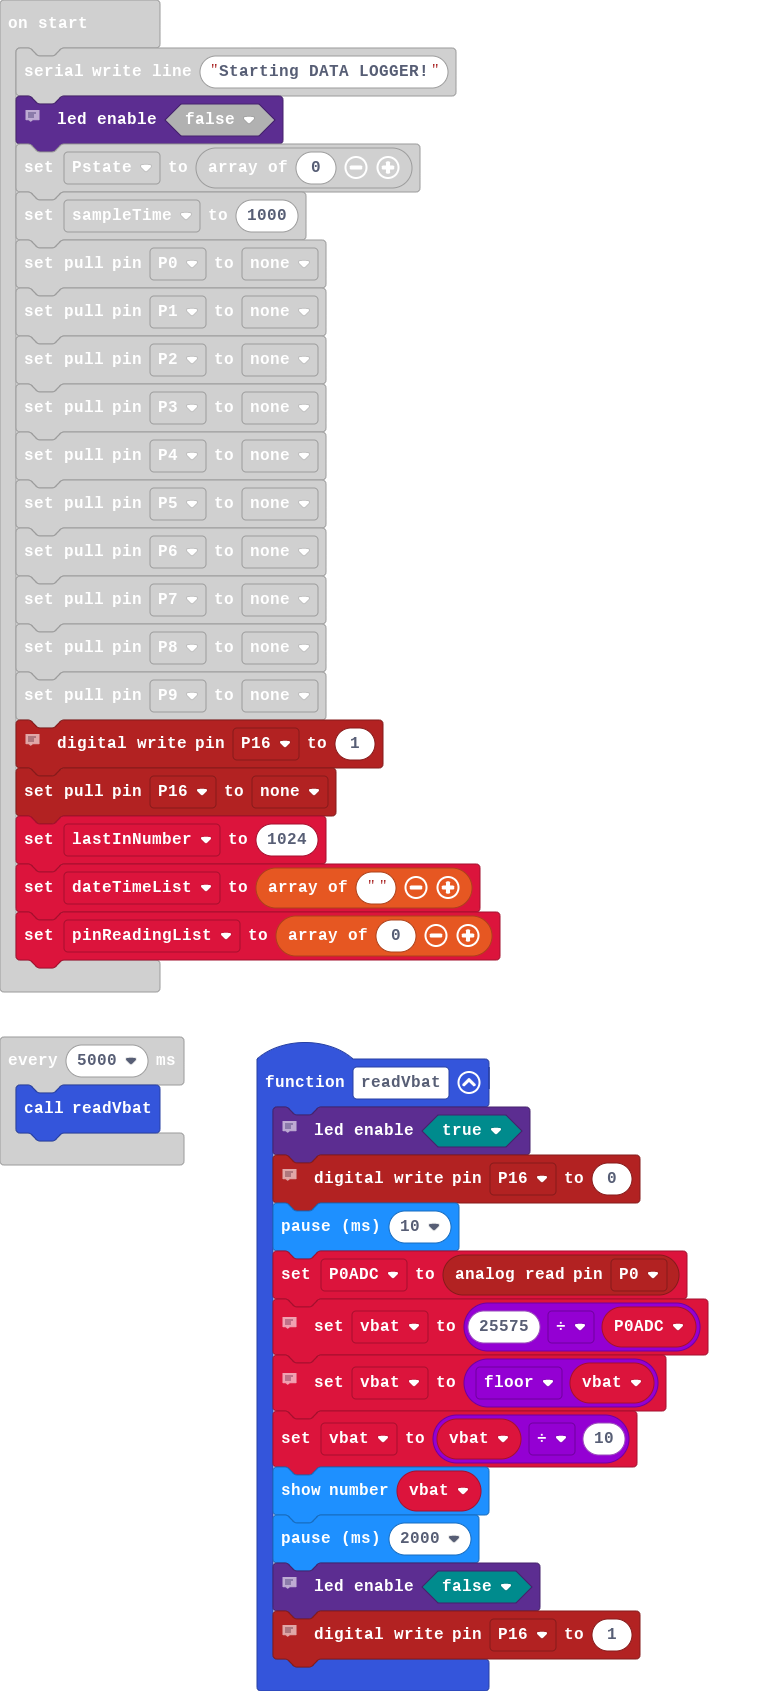 on start
serial write line "Starting DATA LOGGER!"
led enable false
set Pstate to array of 0
set sampleTime to 1000
set pull pin P0 to none
set pull pin P1 to none
set pull pin P2 to none
set pull pin P3 to none
set pull pin P4 to none
set pull pin P5 to none
set pull pin P6 to none
set pull pin P7 to none
set pull pin P8 to none
set pull pin P9 to none
digital write pin P16 to 1
set pull pin P16 to none
set lastInNumber to 1024
set dateTimeList to array of " "
set pinReadingList to array of 0
every 5000 ms
call readVbat
function readVbat
led enable true
digital write pin P16 to 0
pause (ms) 10
set P0ADC to analog read pin P0
set vbat to 25575 ÷ P0ADC
set vbat to floor vbat
set vbat to vbat ÷ 10
show number vbat
pause (ms) 2000
led enable false
digital write pin P16 to 1